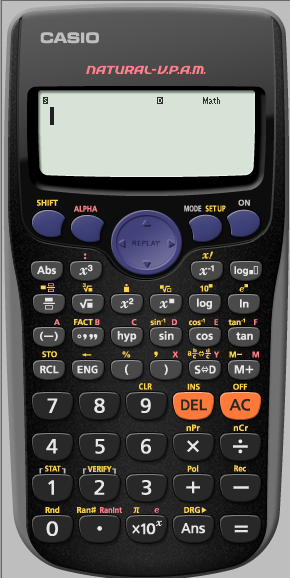 CASIO
NATURAL-V.P.A.M.
S D Math
SHIFT ALPHA REPLAY MODE SETUP ON
: x!
Abs x³ x⁻¹ log▪▯
³√▪ ▪√▯ 10▪ e▪
√▪ x² x▪ log ln
A FACT B C sin⁻¹ D cos⁻¹ E tan⁻¹ F
(−) °,,, hyp sin cos tan
STO ← % , X Y M− M
RCL ENG ( ) S⇔D M+
CLR INS OFF
7 8 9 DEL AC
nPr nCr
4 5 6 × ÷
STAT VERIFY Pol Rec
1 2 3 + −
Rnd Ran# RanInt π e DRG▶
0 · ×10ˣ Ans =